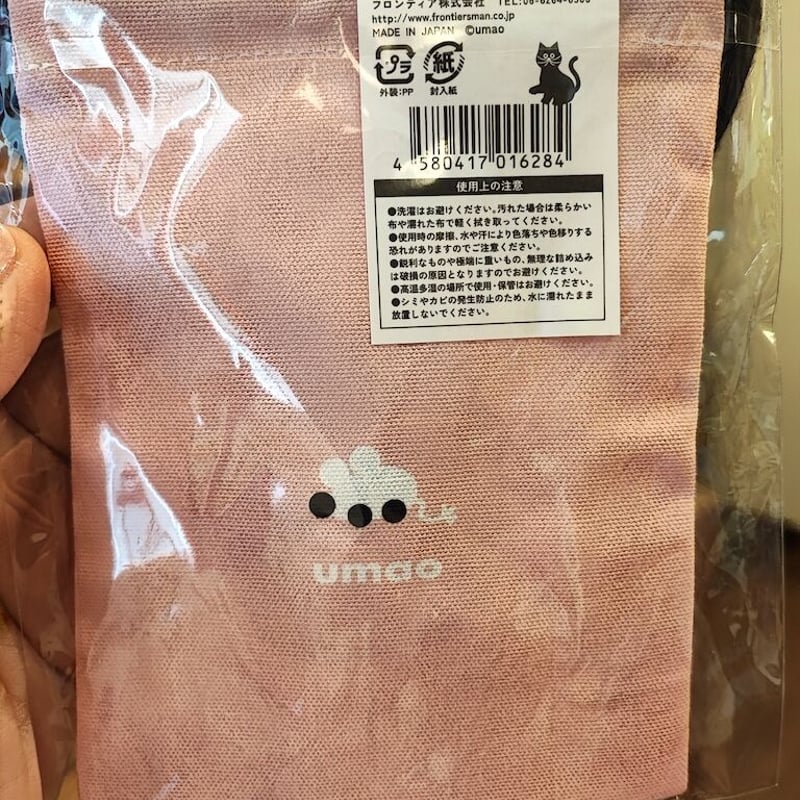 フロンティア株式会社 TEL:06-6264-6505
http://www.frontiersman.co.jp
MADE IN JAPAN ©umao
プラ 紙
外装:PP 封入紙
4 580417 016284
使用上の注意
●洗濯はお避けください。汚れた場合は柔らかい
布や濡れた布で軽く拭き取ってください。
●使用時の摩擦、水や汗により色落ちや色移りする
恐れがありますのでご注意ください。
●鋭利なものや極端に重いもの、無理な詰め込み
は破損の原因となりますのでお避けください。
●高温多湿の場所で使用・保管はお避けください。
●シミやカビの発生防止のため、水に濡れたまま
放置しないでください。
umao